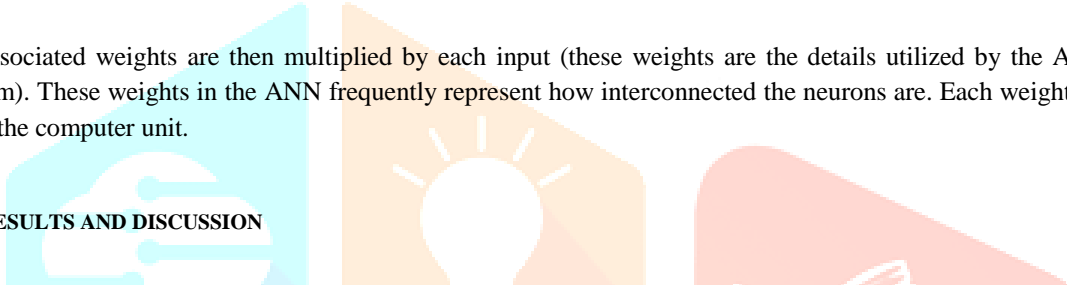 sociated weights are then multiplied by each input (these weights are the details utilized by the A
m). These weights in the ANN frequently represent how interconnected the neurons are. Each weight
the computer unit.
ESULTS AND DISCUSSION